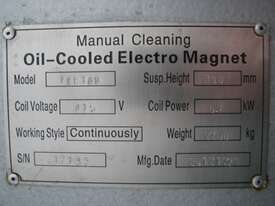 Manual Cleaning
Oil-Cooled Electro Magnet
Model Susp.Height mm
Coil Voltage 315 V Coil Power kW
Working Style Continuously Weight kg
S/N Mfg.Date